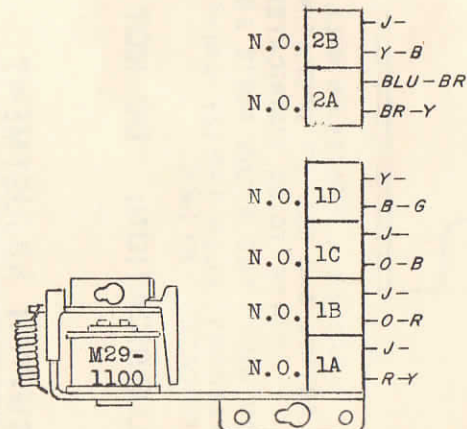 J-
N.O. 2B
Y-B
BLU-BR
N.O. 2A
BR-Y
Y-
N.O. 1D
B-G
J-
N.O. 1C
O-B
J-
N.O. 1B
O-R
J-
M29-
1100
N.O. 1A
R-Y